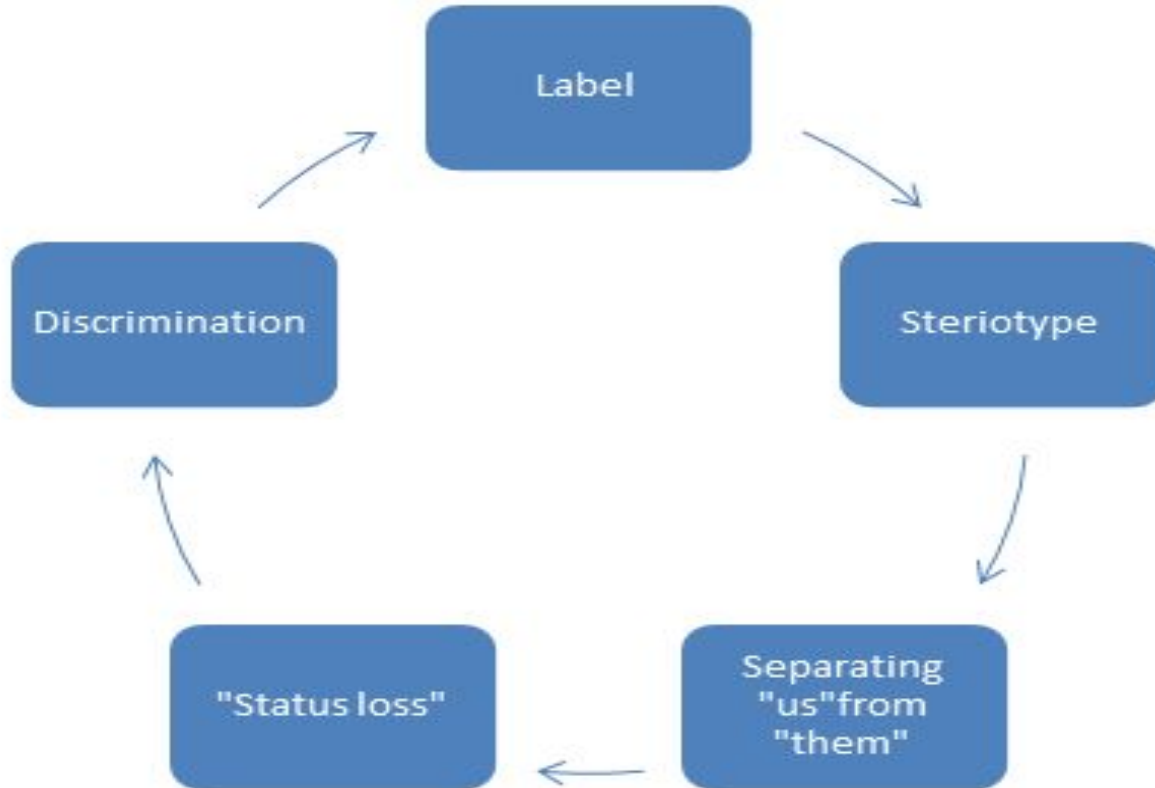 Label
Steriotype
Separating
"us"from
"them"
"Status loss"
Discrimination